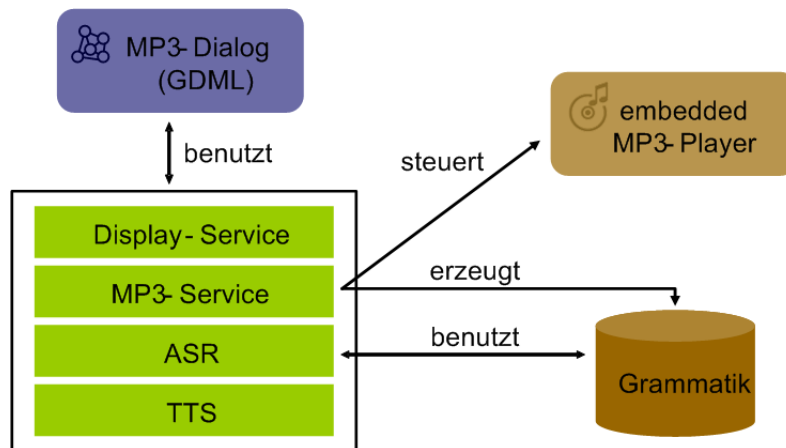 MP3-Dialog
(GDML)
embedded
MP3-Player
benutzt
steuert
Display-Service
MP3-Service
erzeugt
ASR
benutzt
Grammatik
TTS